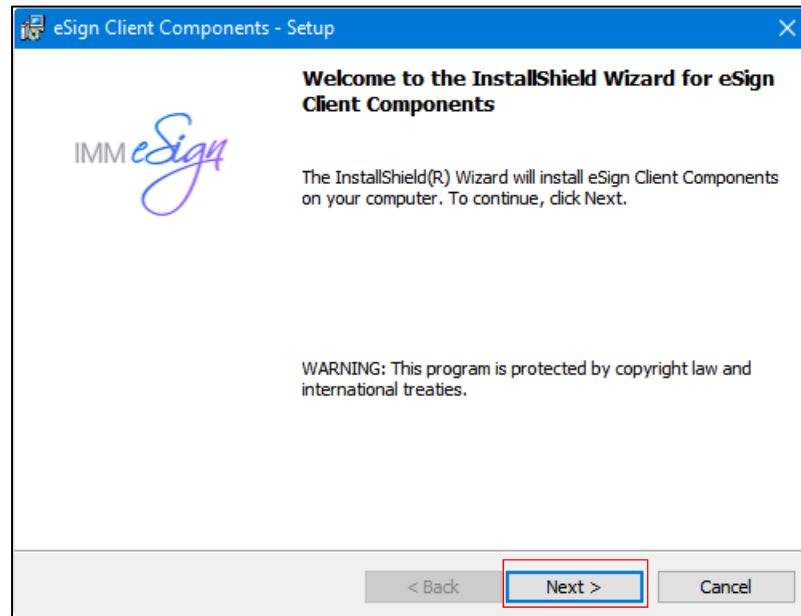 eSign Client Components - Setup
Welcome to the InstallShield Wizard for eSign
Client Components
IMM eSign
The InstallShield(R) Wizard will install eSign Client Components
on your computer. To continue, click Next.
WARNING: This program is protected by copyright law and
international treaties.
< Back Next > Cancel